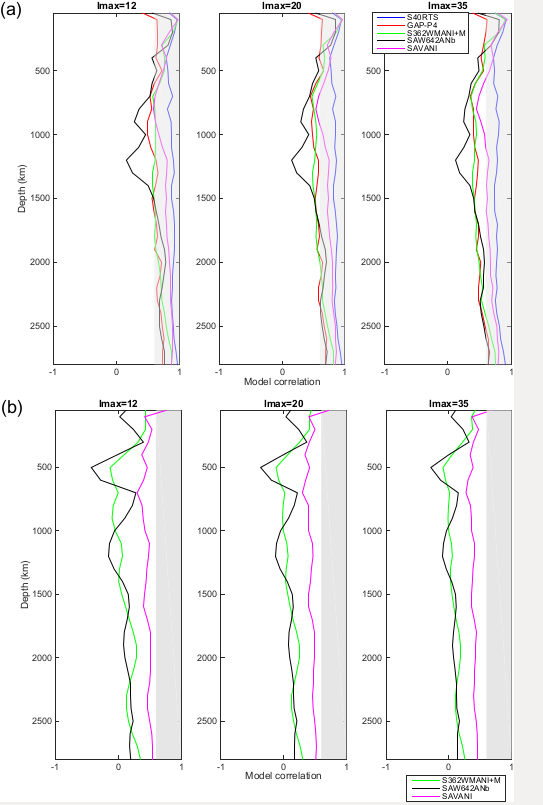 (a)
lmax=12
lmax=20
lmax=35
S40RTS
GAP-P4
S362WMANI+M
SAW642ANb
SAVANI
500
1000
1500
2000
2500
Depth (km)
-1
0
1
500
1000
1500
2000
2500
-1
0
1
Model correlation
500
1000
1500
2000
2500
-1
0
1
(b)
lmax=12
lmax=20
lmax=35
500
1000
1500
2000
2500
Depth (km)
-1
0
1
500
1000
1500
2000
2500
-1
0
1
Model correlation
500
1000
1500
2000
2500
-1
0
1
S362WMANI+M
SAW642ANb
SAVANI